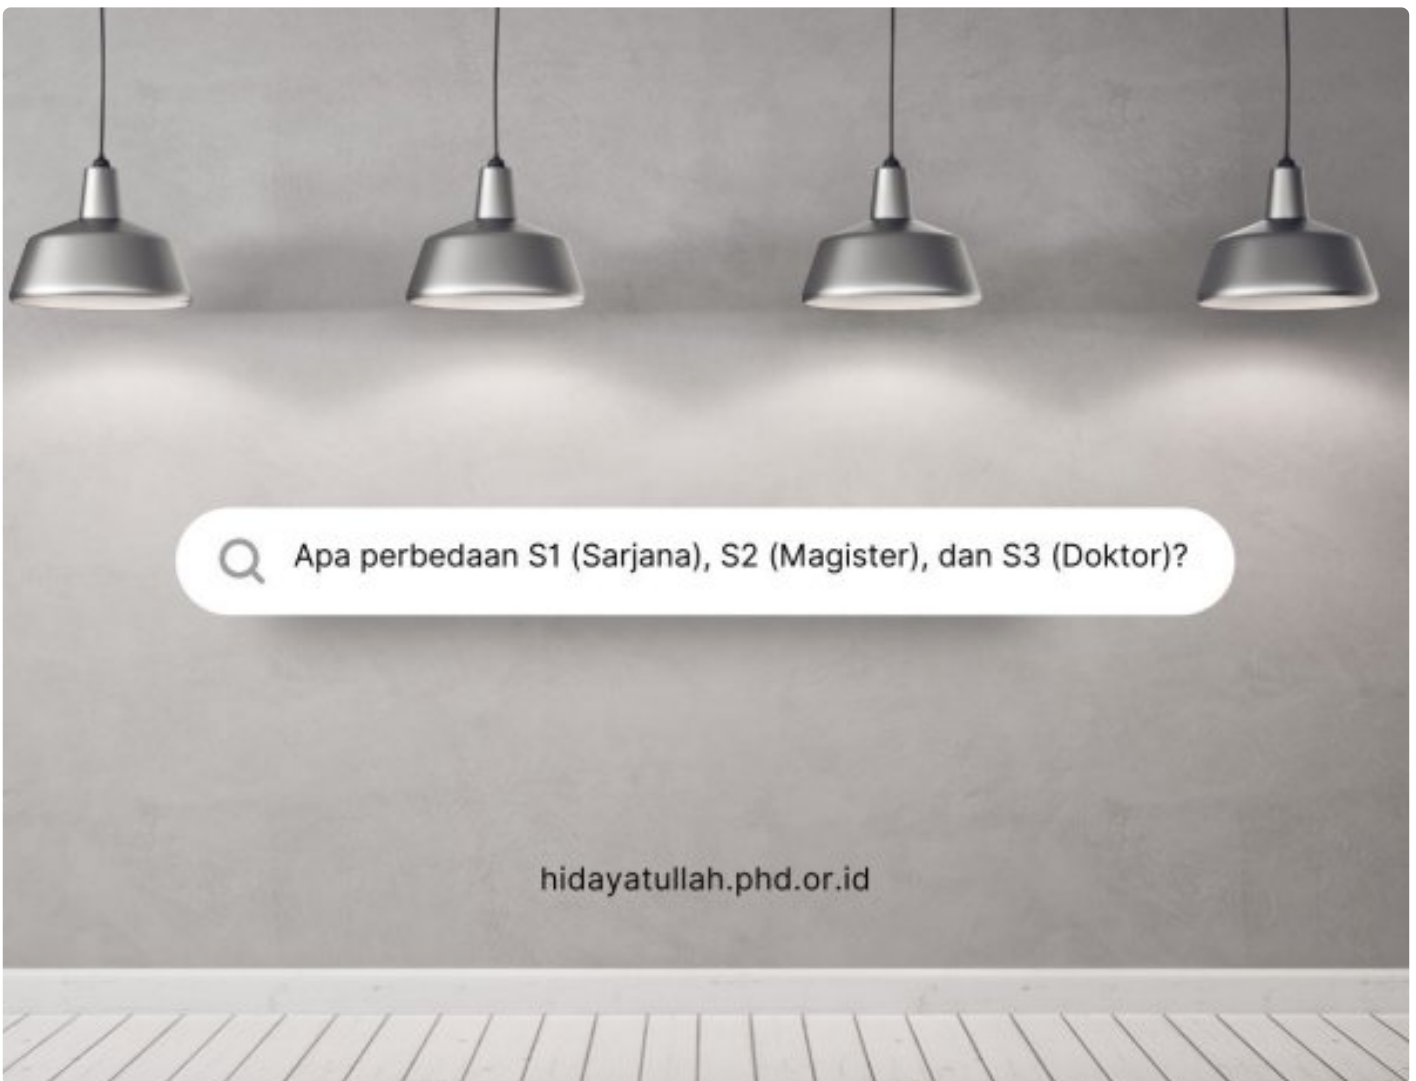 Apa perbedaan S1 (Sarjana), S2 (Magister), dan S3 (Doktor)?
hidayatullah.phd.or.id